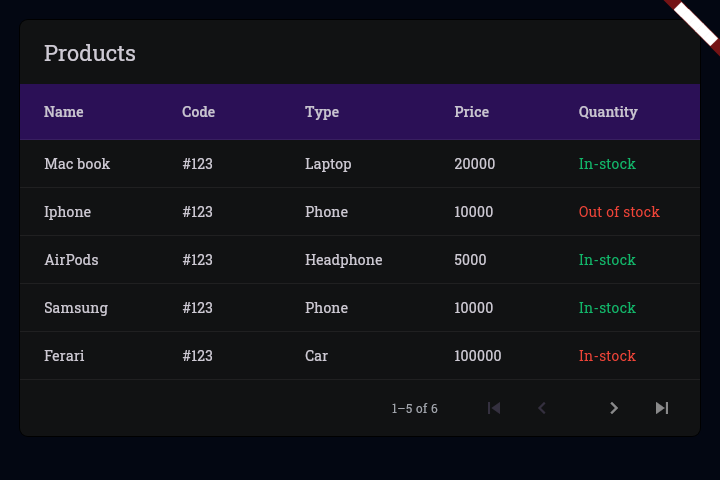 Products
Name Code Type Price Quantity
Mac book #123 Laptop 20000 In-stock
Iphone #123 Phone 10000 Out of stock
AirPods #123 Headphone 5000 In-stock
Samsung #123 Phone 10000 In-stock
Ferari #123 Car 100000 In-stock
1–5 of 6